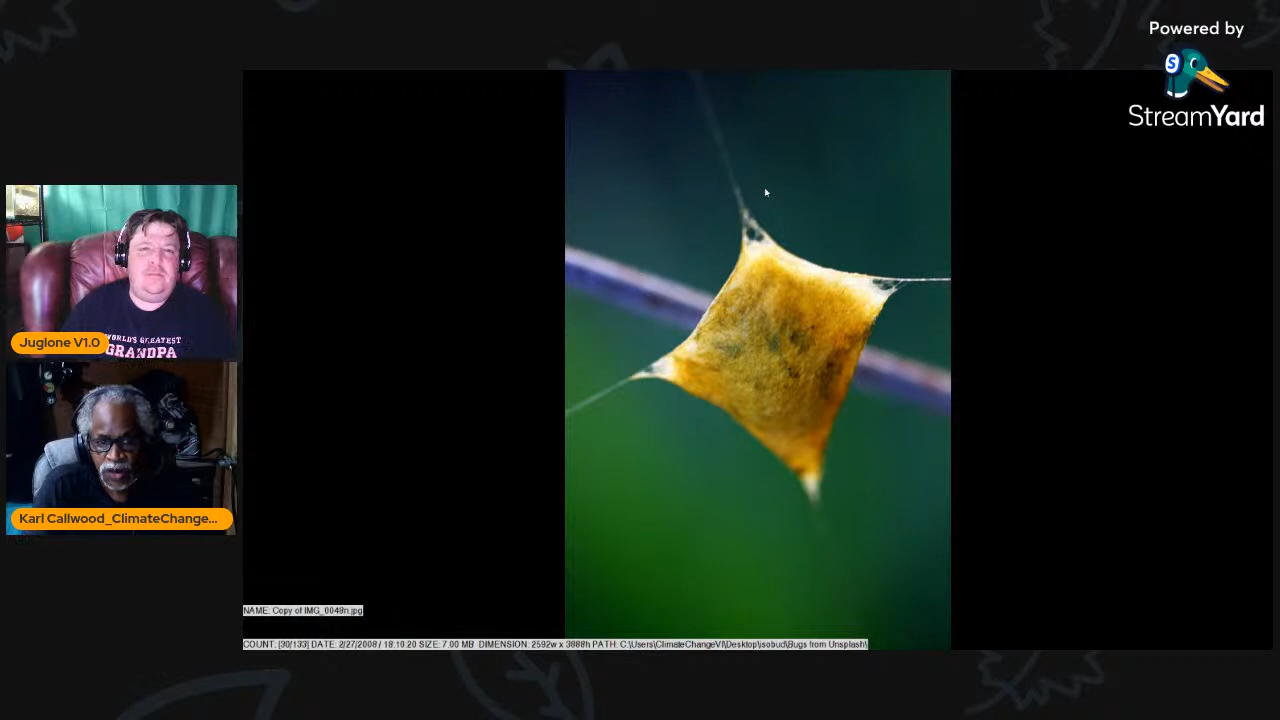 Powered by
S
StreamYard
WORLD'S GREATEST
GRANDPA
Juglone V1.0
Karl Callwood_ClimateChange...
NAME: Copy of IMG_0048n.jpg
COUNT: [30/133] DATE: 2/27/2008 / 18:10:20 SIZE: 7.00 MB DIMENSION: 2592w x 3888h PATH: C:\Users\ClimateChangeVI\Desktop\isobud\Bugs from Unsplash\